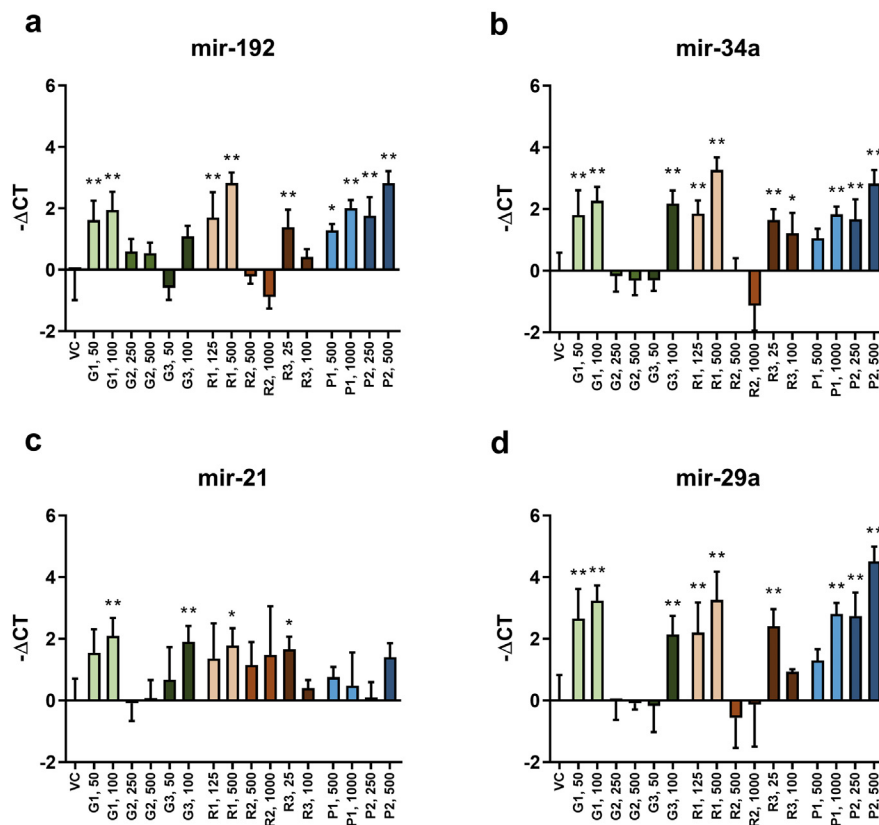 a
mir-192
6
4
2
0
-2
-ΔCT
** ** ** ** ** * ** ** **
VC G1, 50 G1, 100 G2, 250 G2, 500 G3, 50 G3, 100 R1, 125 R1, 500 R2, 500 R2, 1000 R3, 25 R3, 100 P1, 500 P1, 1000 P2, 250 P2, 500
b
mir-34a
6
4
2
0
-2
-ΔCT
** ** ** ** ** ** * ** ** **
VC G1, 50 G1, 100 G2, 250 G2, 500 G3, 50 G3, 100 R1, 125 R1, 500 R2, 500 R2, 1000 R3, 25 R3, 100 P1, 500 P1, 1000 P2, 250 P2, 500
c
mir-21
6
4
2
0
-2
-ΔCT
** ** * *
VC G1, 50 G1, 100 G2, 250 G2, 500 G3, 50 G3, 100 R1, 125 R1, 500 R2, 500 R2, 1000 R3, 25 R3, 100 P1, 500 P1, 1000 P2, 250 P2, 500
d
mir-29a
6
4
2
0
-2
-ΔCT
** ** ** ** ** ** ** ** **
VC G1, 50 G1, 100 G2, 250 G2, 500 G3, 50 G3, 100 R1, 125 R1, 500 R2, 500 R2, 1000 R3, 25 R3, 100 P1, 500 P1, 1000 P2, 250 P2, 500